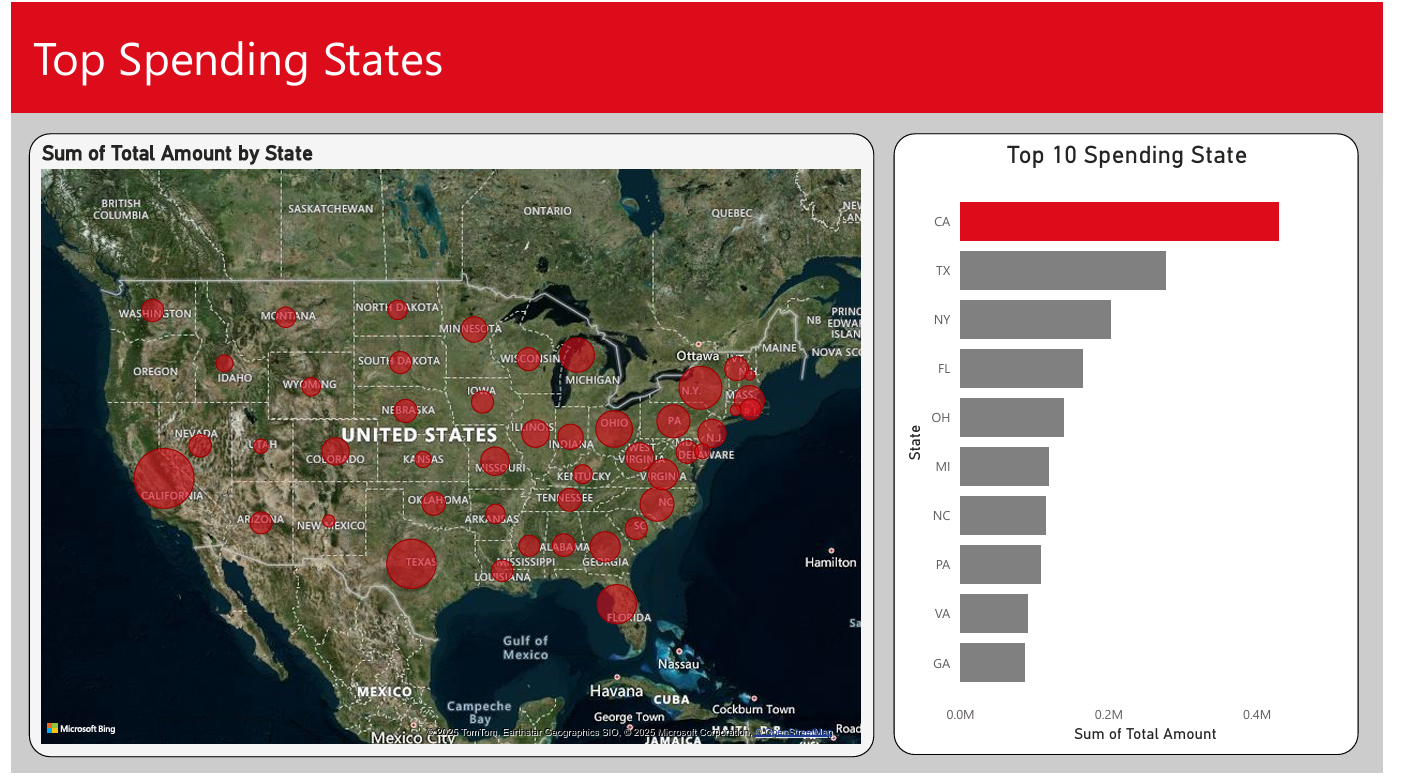 Top Spending States
Sum of Total Amount by State
BRITISH
COLUMBIA
SASKATCHEWAN
ONTARIO
QUEBEC
WASHINGTON
MONTANA
NORTH DAKOTA
MINNESOTA
NB
PRINC
EDWAR
ISLAN
OREGON
IDAHO
WYOMING
SOUTH DAKOTA
WISCONSIN
MICHIGAN
Ottawa
VT.
MAINE
NOVA SCO
NEBRASKA
IOWA
N.Y.
N.H.
MASS.
R.I.
NEVADA
UTAH
COLORADO
UNITED STATES
KANSAS
MISSOURI
ILLINOIS
INDIANA
OHIO
PA
N.J.
MD.
DELAWARE
WEST
VIRGINIA
KENTUCKY
VIRGINIA
CALIFORNIA
ARIZONA
NEW MEXICO
OKLAHOMA
ARKANSAS
TENNESSEE
NC
SC
TEXAS
LOUISIANA
MISSISSIPPI
ALABAMA
GEORGIA
FLORIDA
Hamilton
Gulf of
Mexico
Nassau
MEXICO
Havana
CUBA
Campeche
Bay
George Town
Cockburn Town
Mexico City
JAMAICA
HAITI
D.R.
Road
Microsoft Bing
© 2025 TomTom, Earthstar Geographics SIO, © 2025 Microsoft Corporation, © OpenStreetMap
Top 10 Spending State
State
CA
TX
NY
FL
OH
MI
NC
PA
VA
GA
0.0M 0.2M 0.4M
Sum of Total Amount